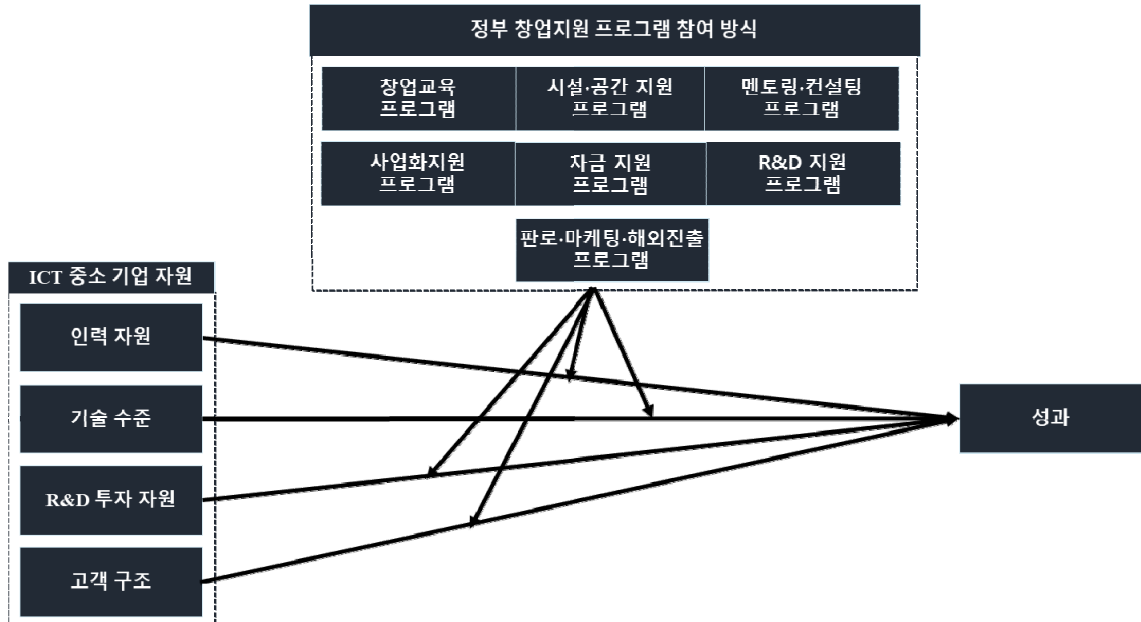 정부 창업지원 프로그램 참여 방식
창업교육
프로그램
시설·공간 지원
프로그램
멘토링·컨설팅
프로그램
사업화지원
프로그램
자금 지원
프로그램
R&D 지원
프로그램
판로·마케팅·해외진출
프로그램
ICT 중소 기업 자원
인력 자원
기술 수준
R&D 투자 자원
고객 구조
성과